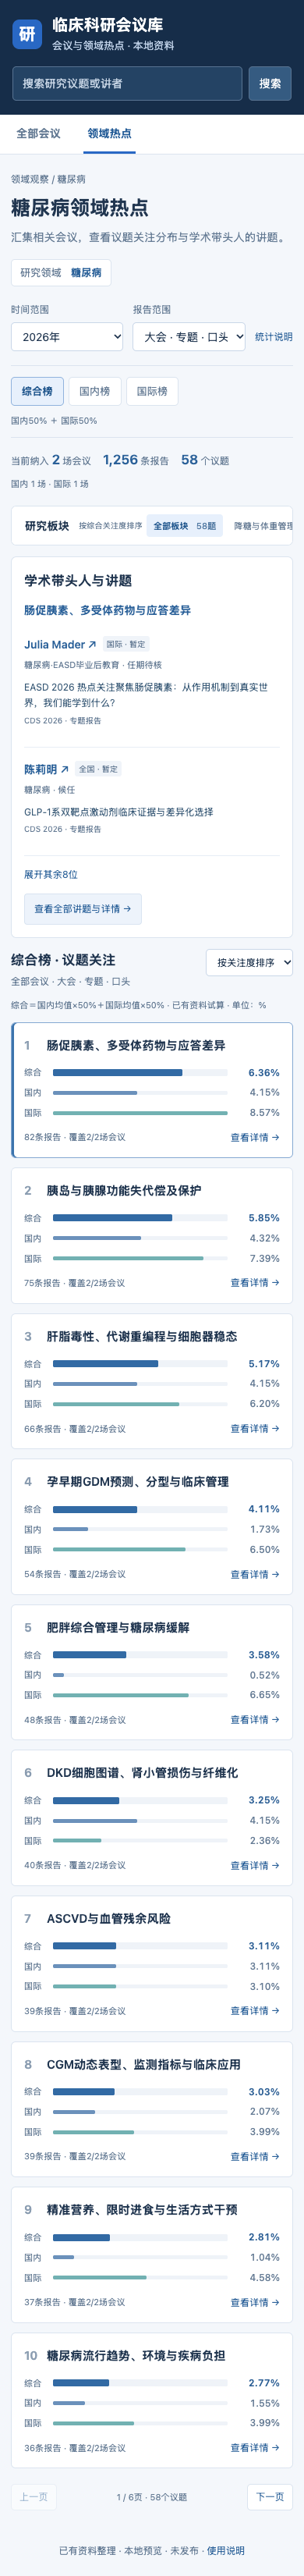 研
临床科研会议库
会议与领域热点 · 本地资料
搜索研究议题或讲者
搜索
全部会议 领域热点
领域观察 / 糖尿病
糖尿病领域热点
汇集相关会议，查看议题关注分布与学术带头人的讲题。
研究领域 糖尿病
时间范围 报告范围
2026年 大会 · 专题 · 口头 统计说明
综合榜 国内榜 国际榜
国内50% + 国际50%
当前纳入 2 场会议 1,256 条报告 58 个议题
国内 1 场 · 国际 1 场
研究板块 按综合关注度排序 全部板块 58题 降糖与体重管理
学术带头人与讲题
肠促胰素、多受体药物与应答差异
Julia Mader ↗ 国际 · 暂定
糖尿病·EASD毕业后教育 · 任期待核
EASD 2026 热点关注聚焦肠促胰素：从作用机制到真实世
界，我们能学到什么？
CDS 2026 · 专题报告
陈莉明 ↗ 全国 · 暂定
糖尿病 · 候任
GLP-1系双靶点激动剂临床证据与差异化选择
CDS 2026 · 专题报告
展开其余8位
查看全部讲题与详情 →
综合榜 · 议题关注
按关注度排序
全部会议 · 大会 · 专题 · 口头
综合＝国内均值×50%＋国际均值×50% · 已有资料试算 · 单位：%
1 肠促胰素、多受体药物与应答差异
综合 6.36%
国内 4.15%
国际 8.57%
82条报告 · 覆盖2/2场会议 查看详情 →
2 胰岛与胰腺功能失代偿及保护
综合 5.85%
国内 4.32%
国际 7.39%
75条报告 · 覆盖2/2场会议 查看详情 →
3 肝脂毒性、代谢重编程与细胞器稳态
综合 5.17%
国内 4.15%
国际 6.20%
66条报告 · 覆盖2/2场会议 查看详情 →
4 孕早期GDM预测、分型与临床管理
综合 4.11%
国内 1.73%
国际 6.50%
54条报告 · 覆盖2/2场会议 查看详情 →
5 肥胖综合管理与糖尿病缓解
综合 3.58%
国内 0.52%
国际 6.65%
48条报告 · 覆盖2/2场会议 查看详情 →
6 DKD细胞图谱、肾小管损伤与纤维化
综合 3.25%
国内 4.15%
国际 2.36%
40条报告 · 覆盖2/2场会议 查看详情 →
7 ASCVD与血管残余风险
综合 3.11%
国内 3.11%
国际 3.10%
39条报告 · 覆盖2/2场会议 查看详情 →
8 CGM动态表型、监测指标与临床应用
综合 3.03%
国内 2.07%
国际 3.99%
39条报告 · 覆盖2/2场会议 查看详情 →
9 精准营养、限时进食与生活方式干预
综合 2.81%
国内 1.04%
国际 4.58%
37条报告 · 覆盖2/2场会议 查看详情 →
10 糖尿病流行趋势、环境与疾病负担
综合 2.77%
国内 1.55%
国际 3.99%
36条报告 · 覆盖2/2场会议 查看详情 →
上一页 1 / 6页 · 58个议题 下一页
已有资料整理 · 本地预览 · 未发布 · 使用说明